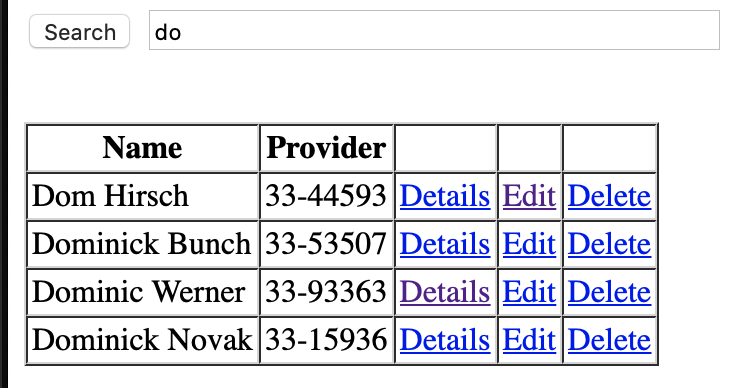 Search do
Name Provider
Dom Hirsch 33-44593 Details Edit Delete
Dominick Bunch 33-53507 Details Edit Delete
Dominic Werner 33-93363 Details Edit Delete
Dominick Novak 33-15936 Details Edit Delete